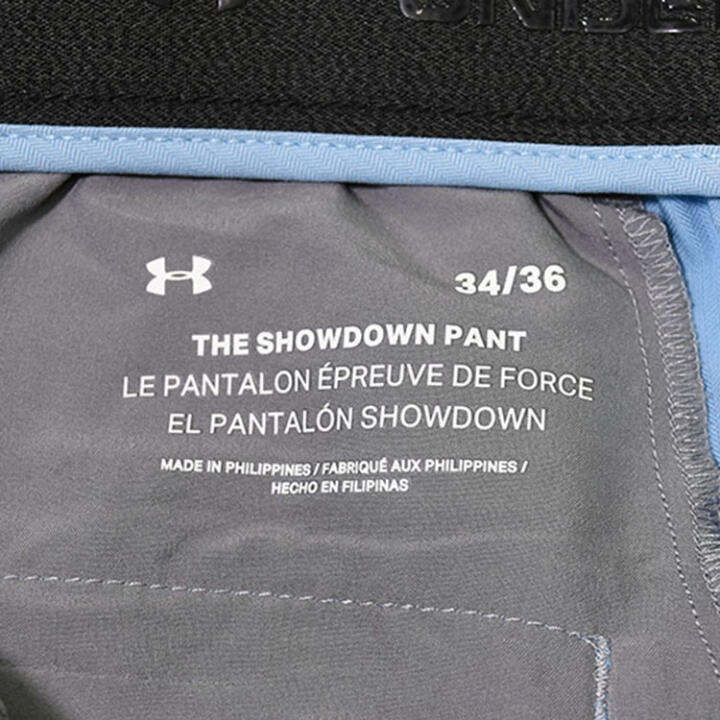 34/36
THE SHOWDOWN PANT
LE PANTALON ÉPREUVE DE FORCE
EL PANTALÓN SHOWDOWN
MADE IN PHILIPPINES / FABRIQUÉ AUX PHILIPPINES /
HECHO EN FILIPINAS